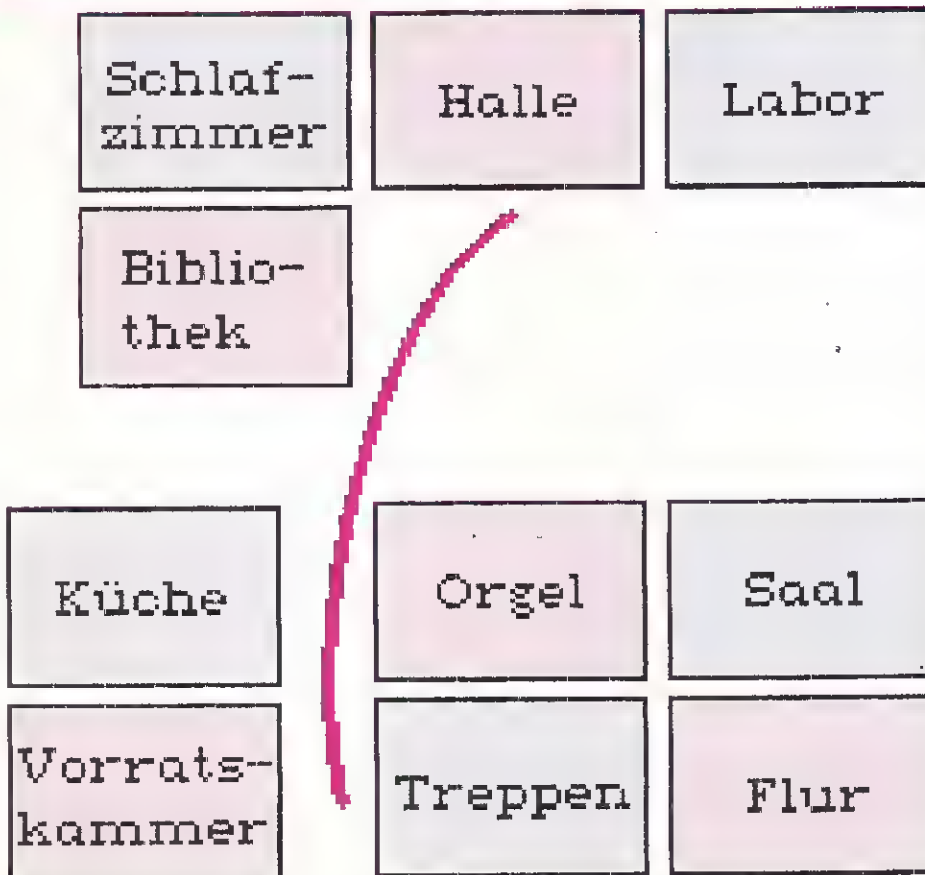 Schlaf-
zimmer
Halle
Labor
Biblio-
thek
Küche
Orgel
Saal
Vorrats-
kammer
Treppen
Flur